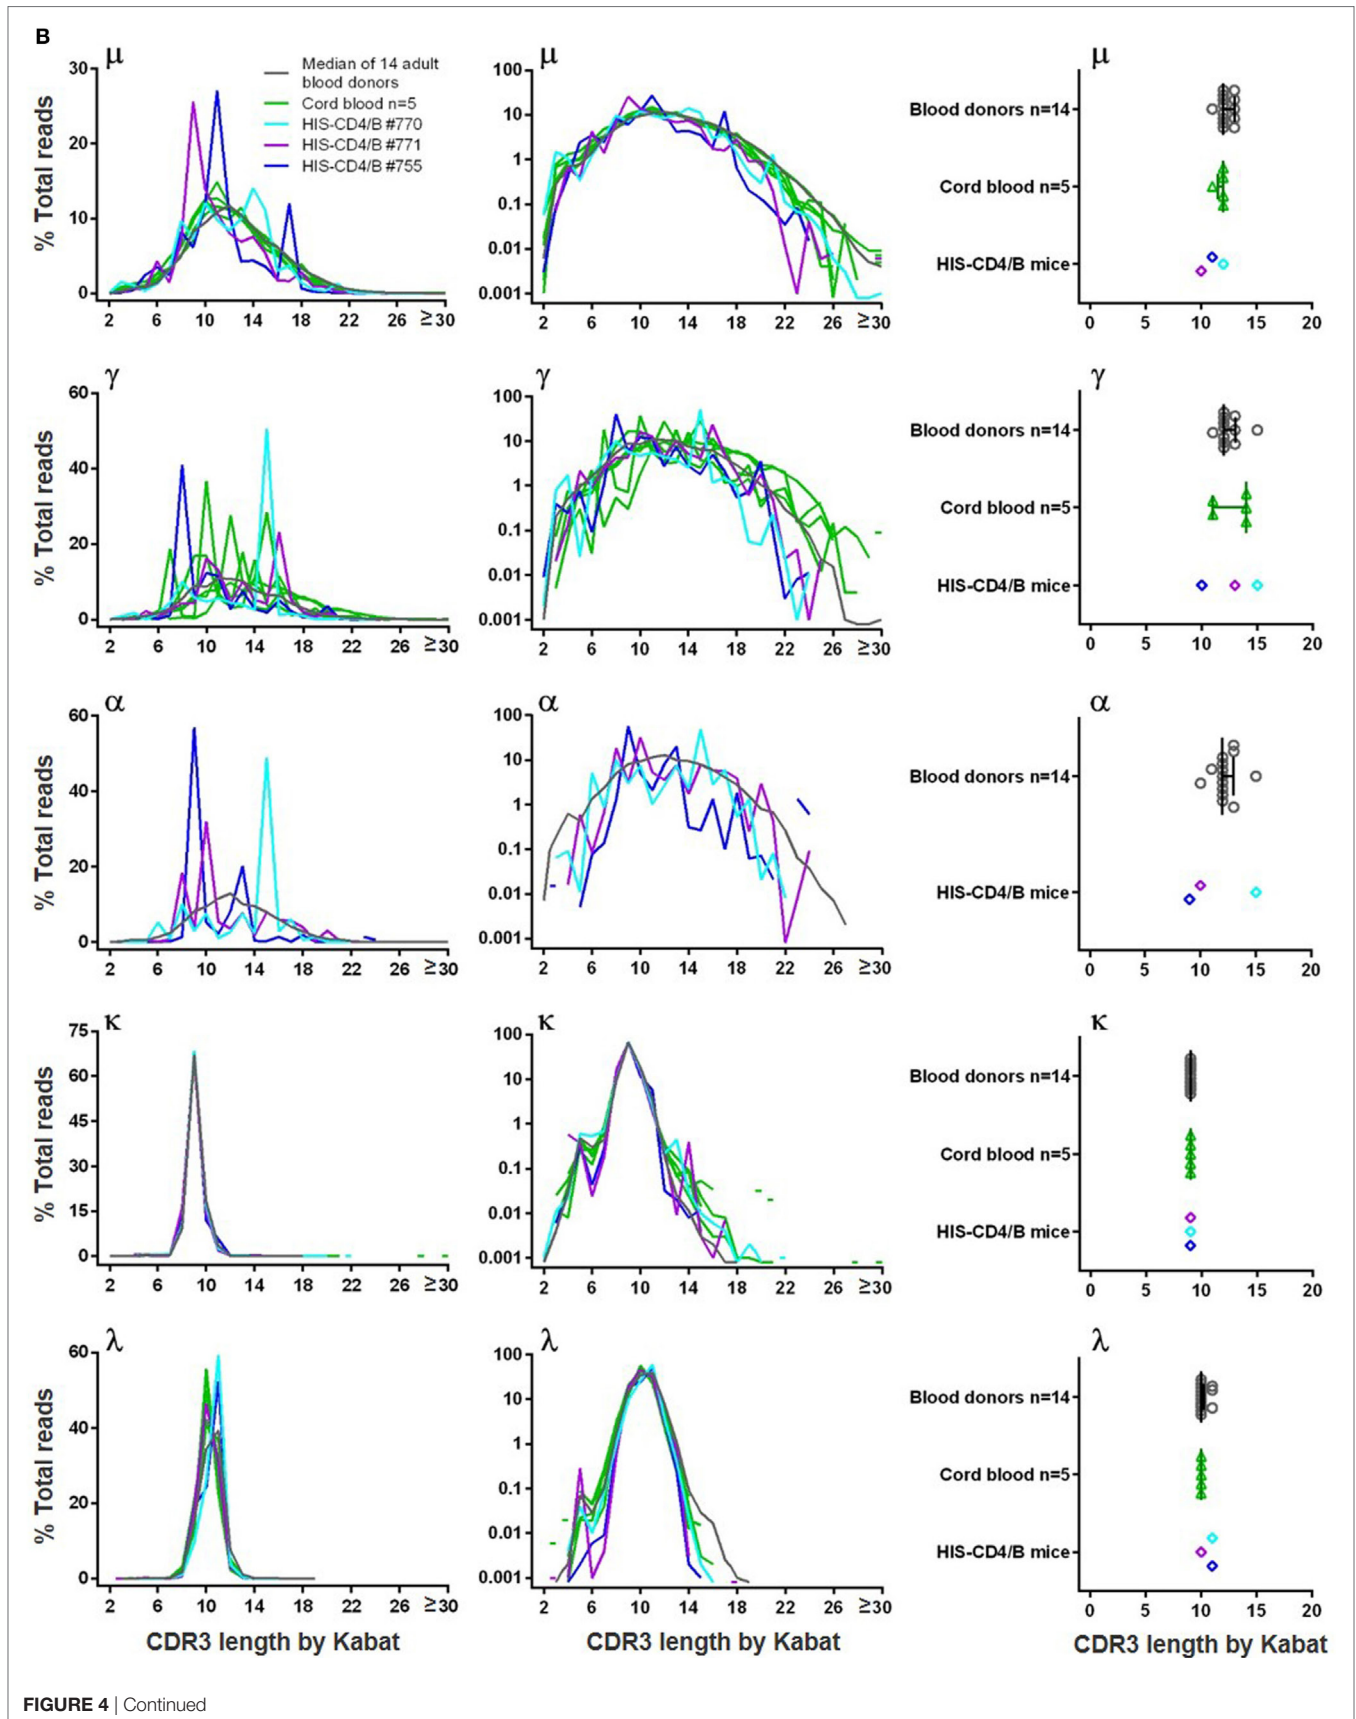 B
μ
% Total reads
30
20
10
0
2 6 10 14 18 22 26 ≥30
Median of 14 adult
blood donors
Cord blood n=5
HIS-CD4/B #770
HIS-CD4/B #771
HIS-CD4/B #755
μ
100
10
1
0.1
0.01
0.001
2 6 10 14 18 22 26 ≥30
μ
Blood donors n=14
Cord blood n=5
HIS-CD4/B mice
0 5 10 15 20
γ
% Total reads
60
40
20
0
2 6 10 14 18 22 26 ≥30
γ
100
10
1
0.1
0.01
0.001
2 6 10 14 18 22 26 ≥30
γ
Blood donors n=14
Cord blood n=5
HIS-CD4/B mice
0 5 10 15 20
α
% Total reads
60
40
20
0
2 6 10 14 18 22 26 ≥30
α
100
10
1
0.1
0.01
0.001
2 6 10 14 18 22 26 ≥30
α
Blood donors n=14
HIS-CD4/B mice
0 5 10 15 20
κ
% Total reads
75
60
45
30
15
0
2 6 10 14 18 22 26 ≥30
κ
100
10
1
0.1
0.01
0.001
2 6 10 14 18 22 26 ≥30
κ
Blood donors n=14
Cord blood n=5
HIS-CD4/B mice
0 5 10 15 20
λ
% Total reads
60
40
20
0
2 6 10 14 18 22 26 ≥30
CDR3 length by Kabat
λ
100
10
1
0.1
0.01
0.001
2 6 10 14 18 22 26 ≥30
CDR3 length by Kabat
λ
Blood donors n=14
Cord blood n=5
HIS-CD4/B mice
0 5 10 15 20
CDR3 length by Kabat
FIGURE 4 | Continued